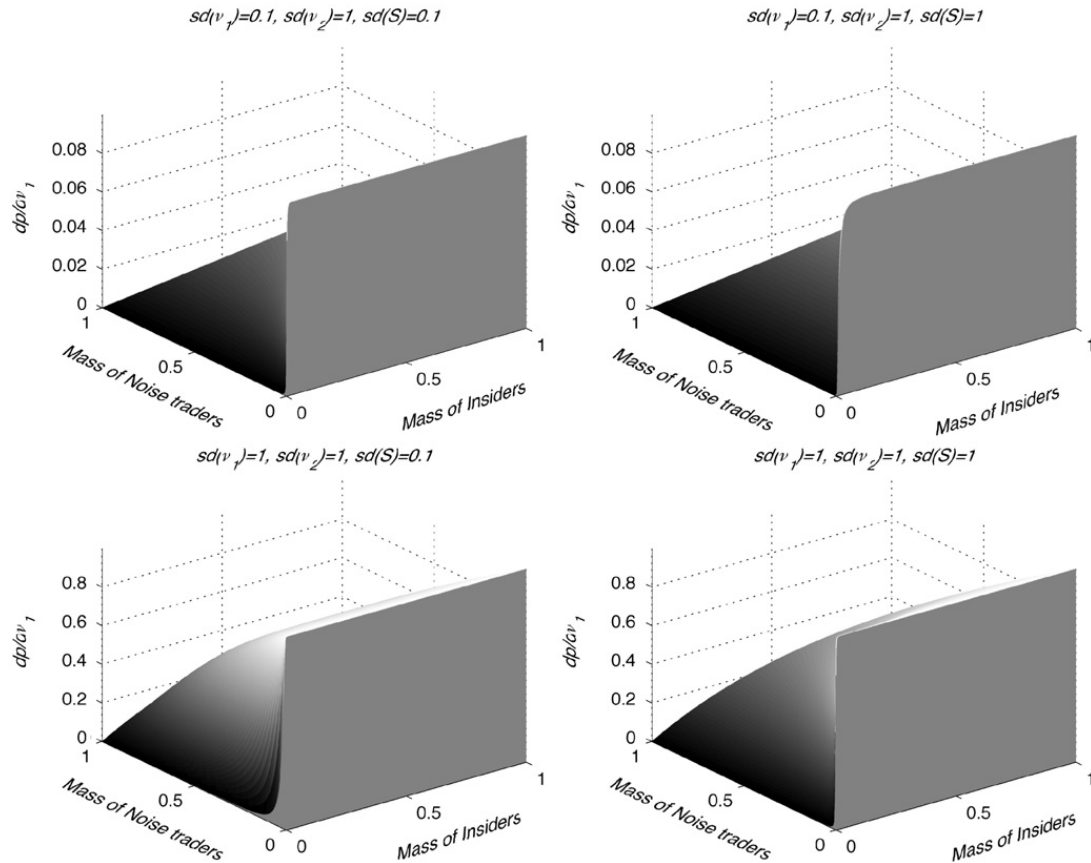 sd(ν₁)=0.1, sd(ν₂)=1, sd(S)=0.1
0.08
0.06
0.04
0.02
0
dp/dν₁
1
0.5
0
Mass of Noise traders
0
0.5
1
Mass of Insiders
sd(ν₁)=0.1, sd(ν₂)=1, sd(S)=1
0.08
0.06
0.04
0.02
0
dp/dν₁
1
0.5
0
Mass of Noise traders
0
0.5
1
Mass of Insiders
sd(ν₁)=1, sd(ν₂)=1, sd(S)=0.1
0.8
0.6
0.4
0.2
0
dp/dν₁
1
0.5
0
Mass of Noise traders
0
0.5
1
Mass of Insiders
sd(ν₁)=1, sd(ν₂)=1, sd(S)=1
0.8
0.6
0.4
0.2
0
dp/dν₁
1
0.5
0
Mass of Noise traders
0
0.5
1
Mass of Insiders